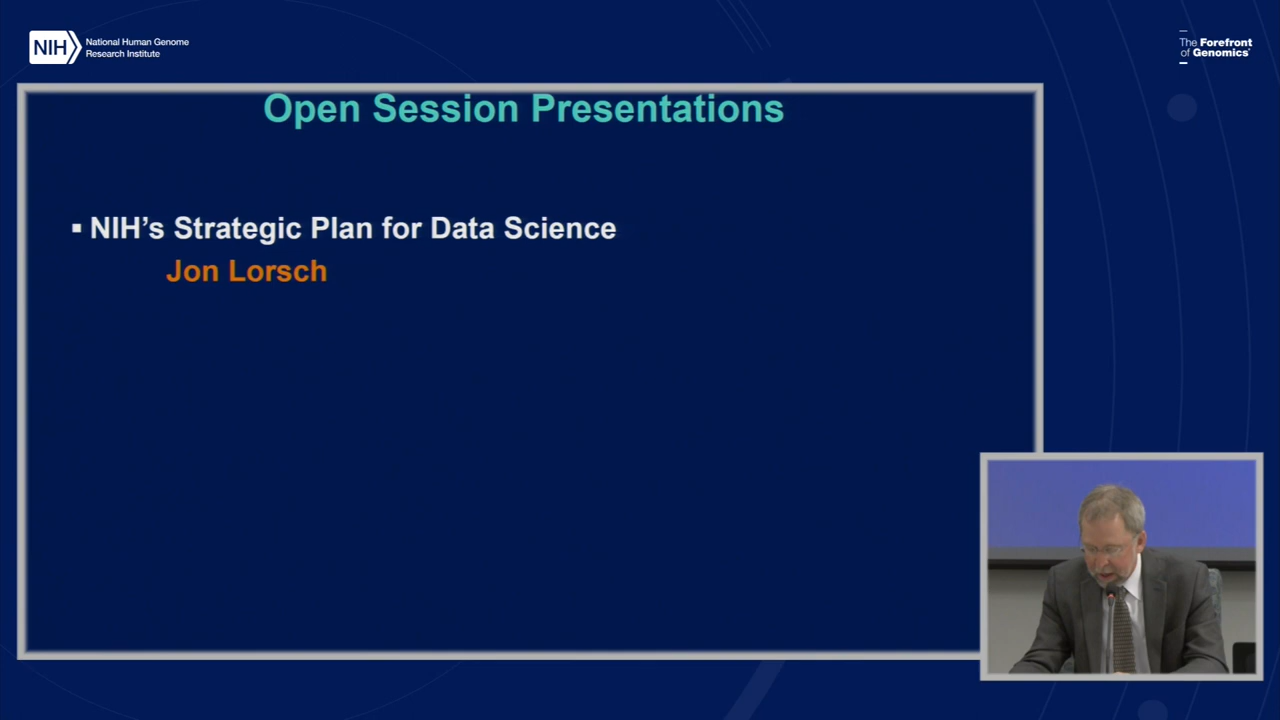 NIH
National Human Genome
Research Institute
The Forefront
of Genomics®
Open Session Presentations
▪ NIH’s Strategic Plan for Data Science
Jon Lorsch